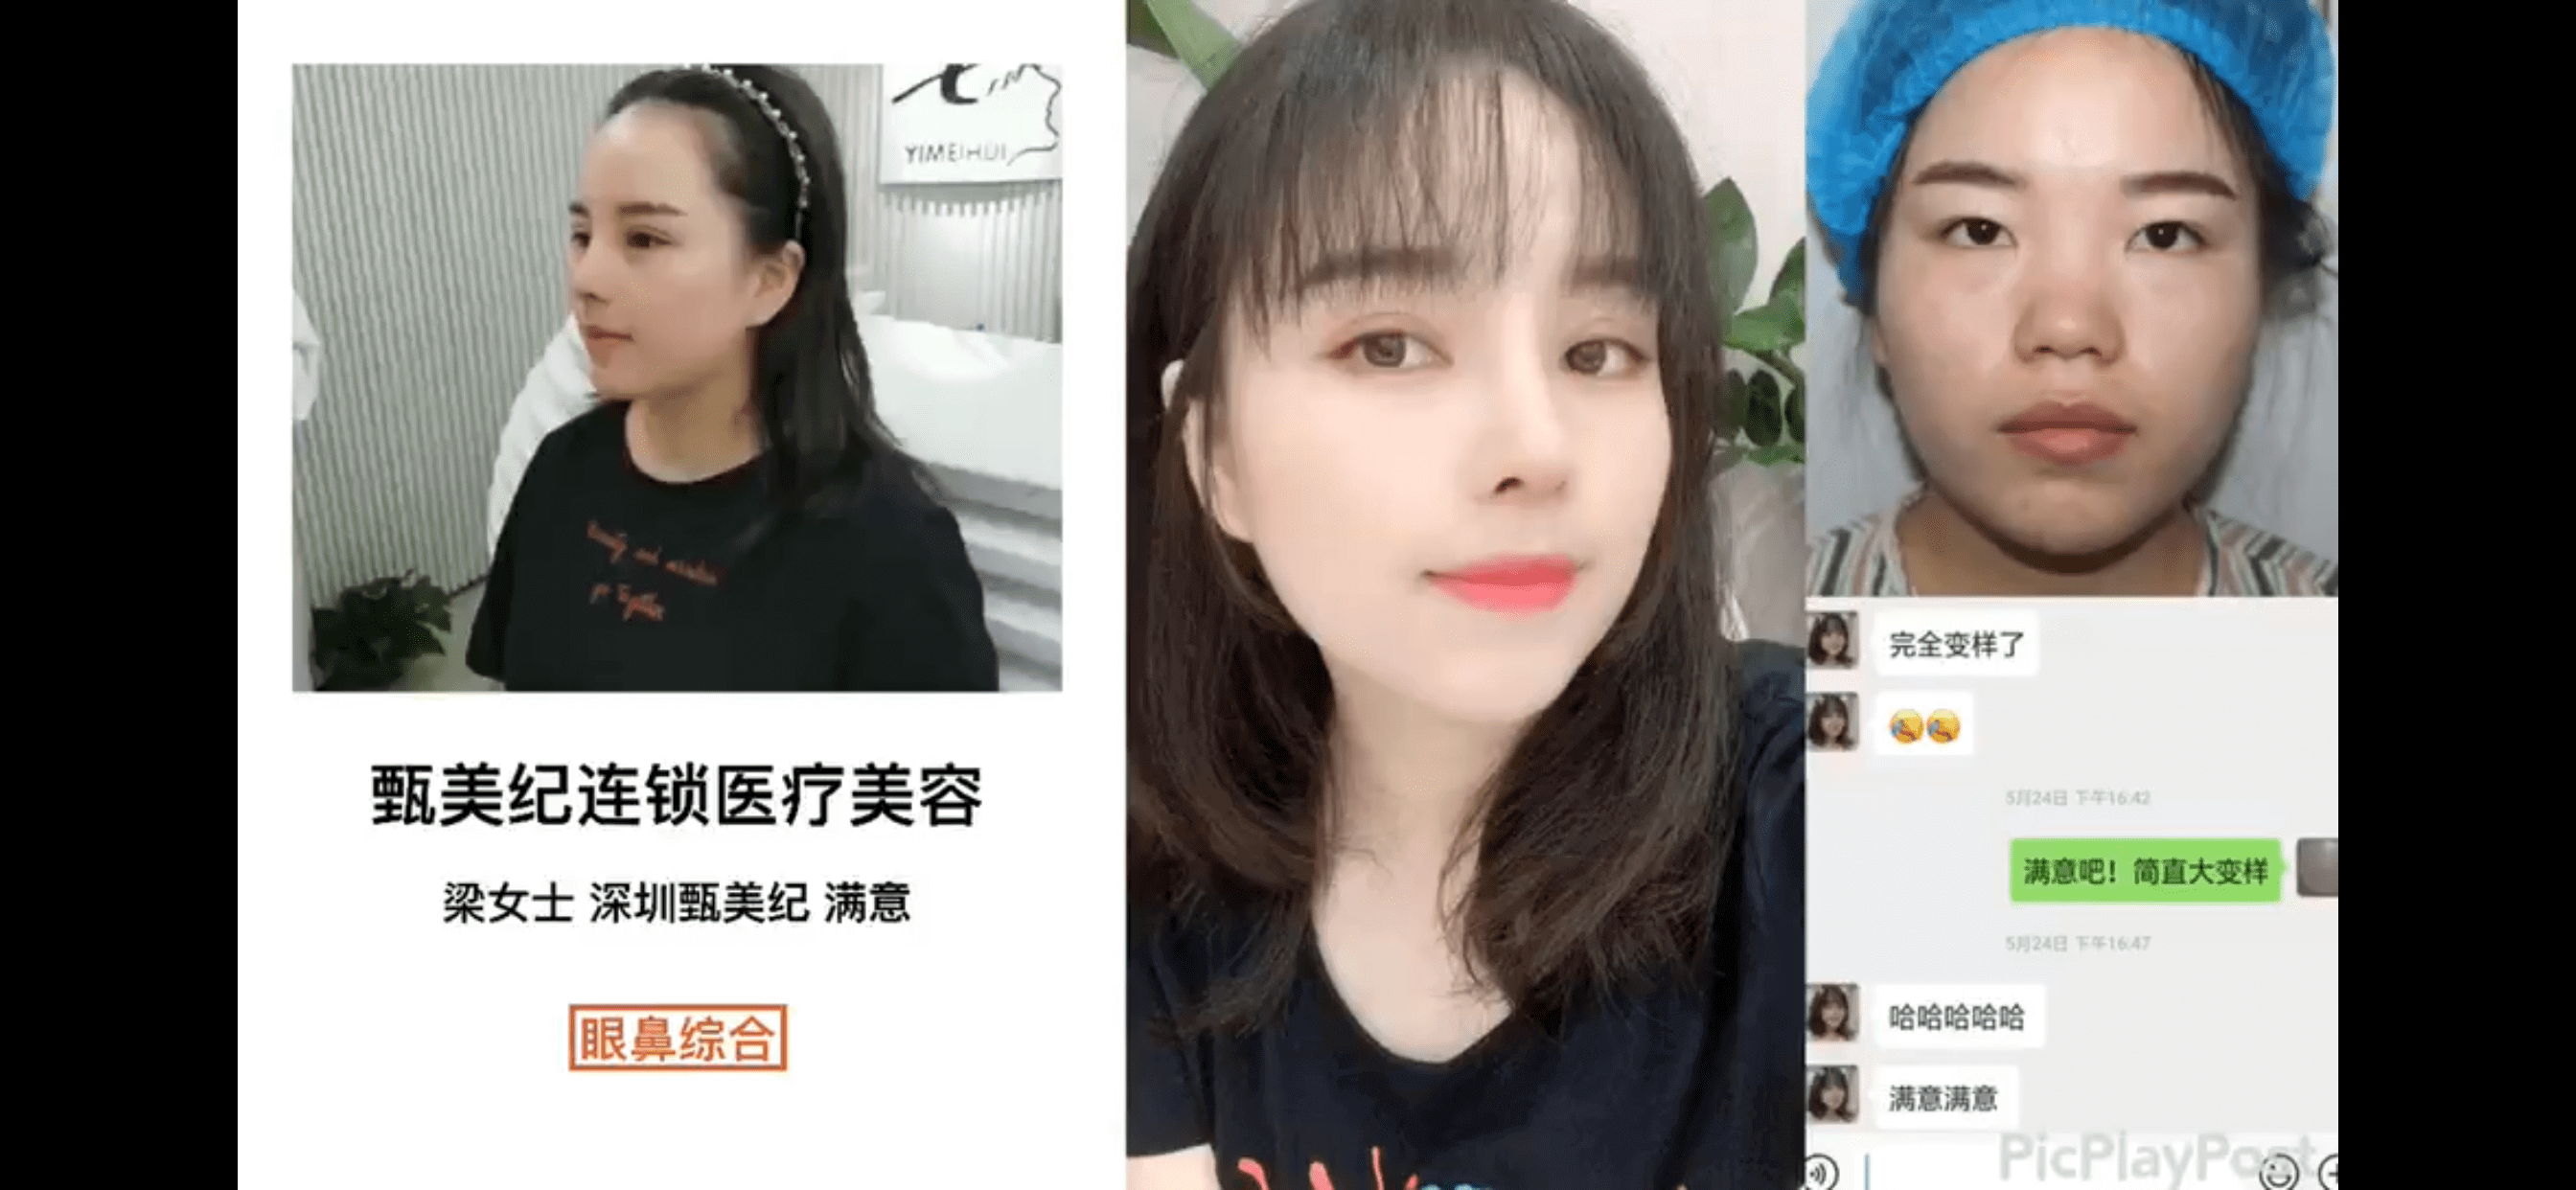 YIMEIHUI
甄美纪连锁医疗美容
梁女士 深圳甄美纪 满意
眼鼻综合
完全变样了
5月24日 下午16:42
满意吧！简直大变样
5月24日 下午16:47
哈哈哈哈哈
满意满意
PicPlayPost